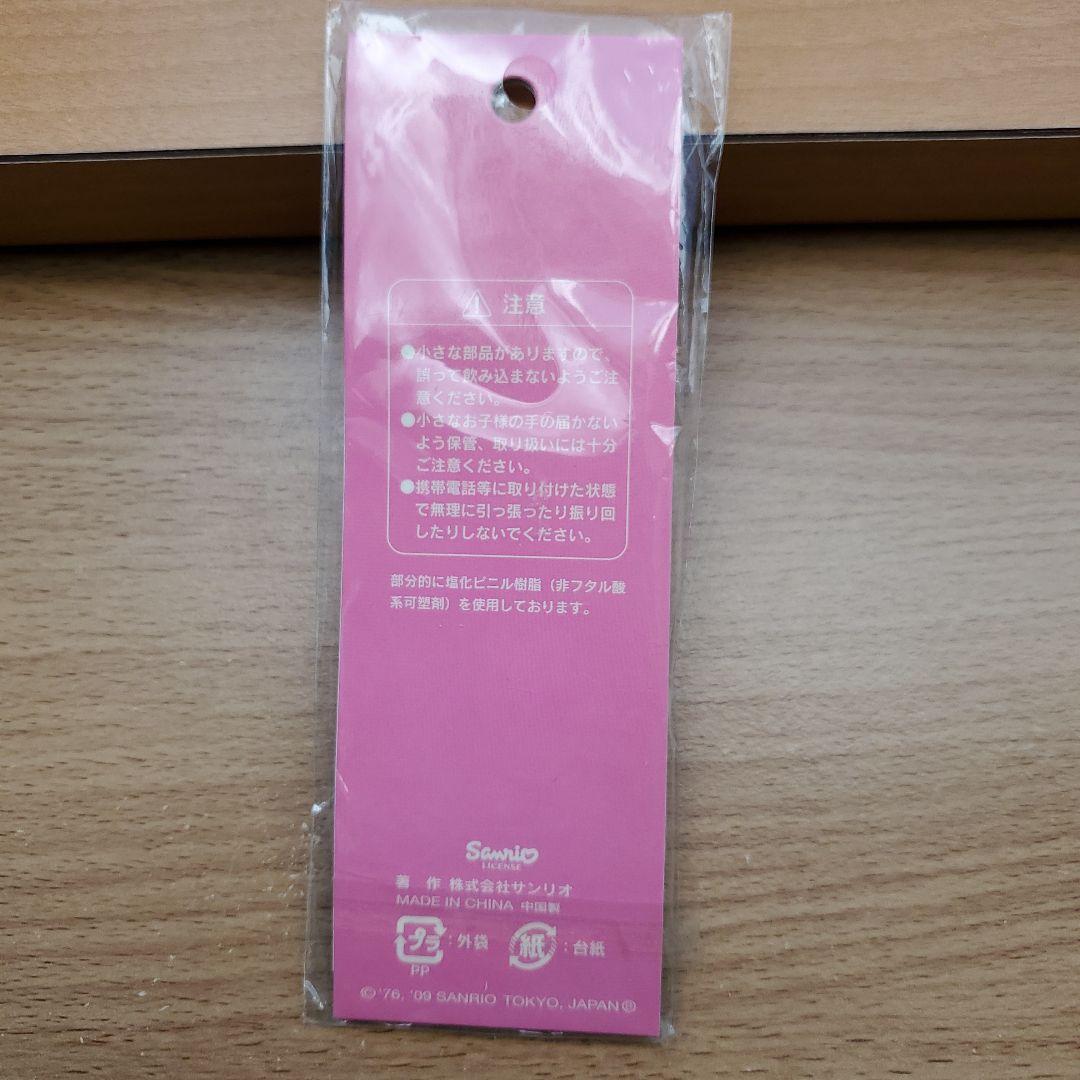 注意
●小さな部品がありますので、
誤って飲み込まないようご注
意ください。
●小さなお子様の手の届かない
よう保管、取り扱いには十分
ご注意ください。
●携帯電話等に取り付けた状態
で無理に引っ張ったり振り回
したりしないでください。
部分的に塩化ビニル樹脂（非フタル酸
系可塑剤）を使用しております。
Sanrio
LICENSE
著 作 株式会社サンリオ
MADE IN CHINA 中国製
プラ：外袋 紙：台紙
PP
© '76, '09 SANRIO TOKYO, JAPAN ®